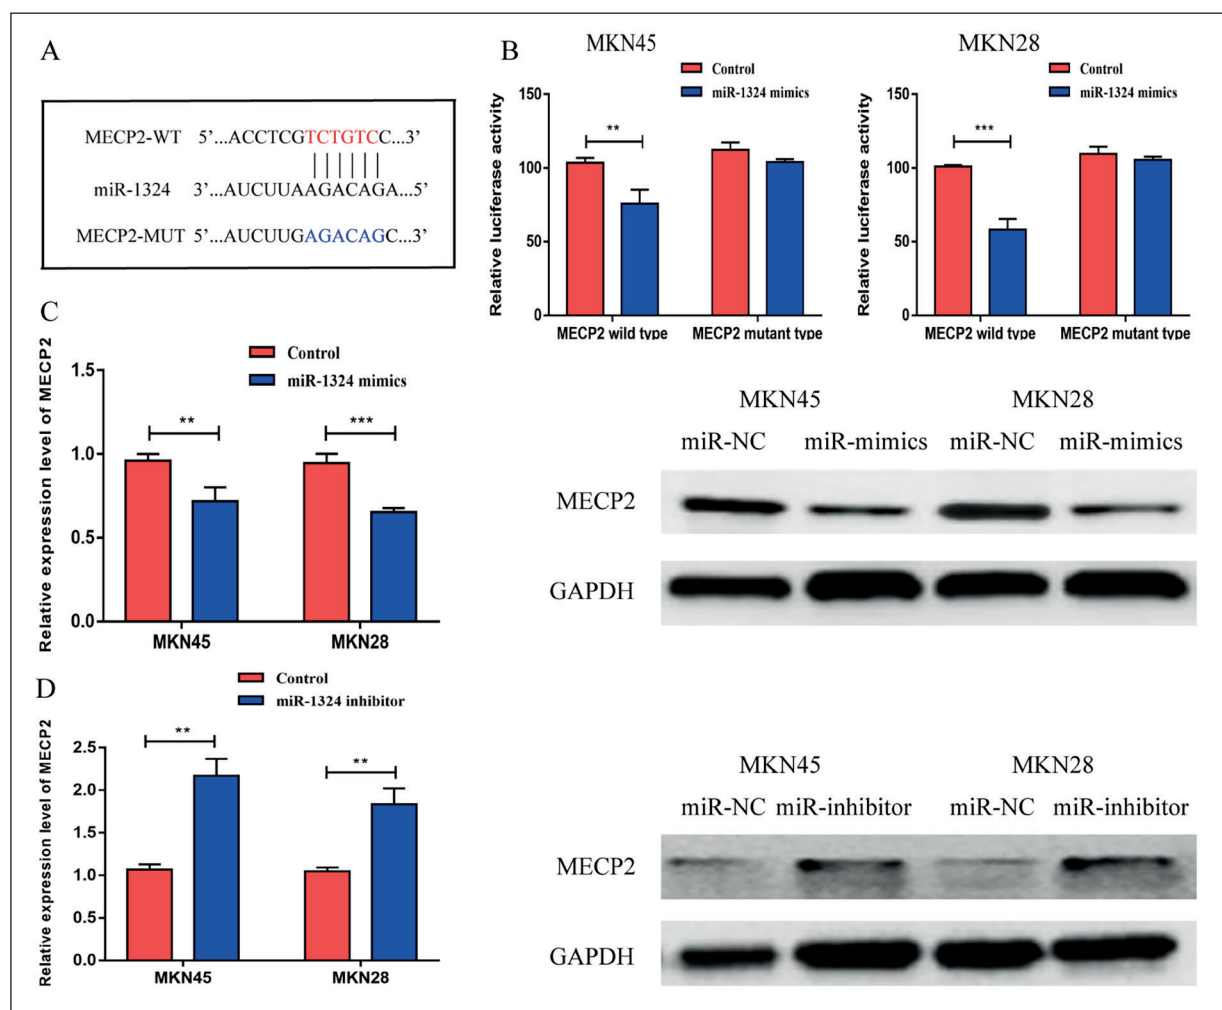 A
MECP2-WT 5’...ACCTCGTCTGTCC...3’
miR-1324 3’...AUCUUAAGACAGA...5’
MECP2-MUT 5’...AUCUUGAGACAGC...3’
B
MKN45
Control
miR-1324 mimics
Relative luciferase activity
150
100
50
0
**
MECP2 wild type MECP2 mutant type
MKN28
Control
miR-1324 mimics
Relative luciferase activity
150
100
50
0
***
MECP2 wild type MECP2 mutant type
C
Control
miR-1324 mimics
Relative expression level of MECP2
1.5
1.0
0.5
0.0
** ***
MKN45 MKN28
MKN45 MKN28
miR-NC miR-mimics miR-NC miR-mimics
MECP2
GAPDH
D
Control
miR-1324 inhibitor
Relative expression level of MECP2
2.5
2.0
1.5
1.0
0.5
0.0
** **
MKN45 MKN28
MKN45 MKN28
miR-NC miR-inhibitor miR-NC miR-inhibitor
MECP2
GAPDH